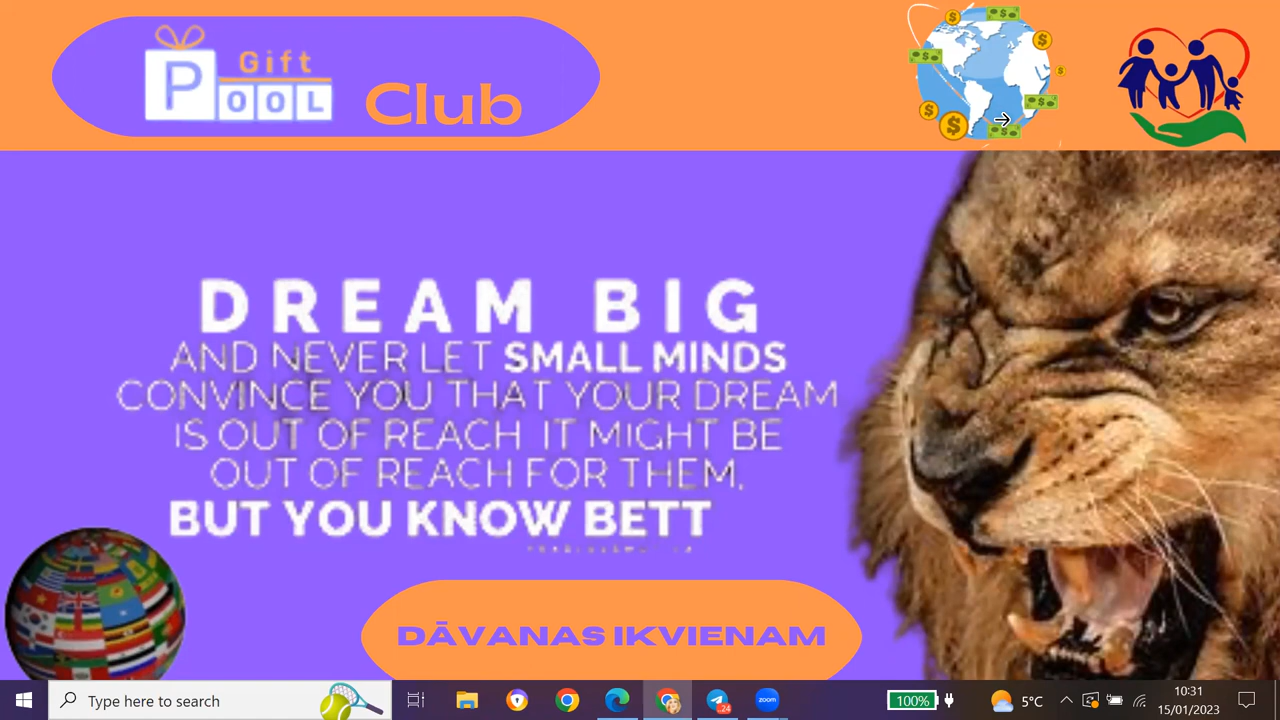 Gift
POOL
Club
DREAM BIG
AND NEVER LET SMALL MINDS
CONVINCE YOU THAT YOUR DREAM
IS OUT OF REACH IT MIGHT BE
OUT OF REACH FOR THEM,
BUT YOU KNOW BETT
DĀVANAS IKVIENAM
Type here to search
24
zoom
100%
5°C
10:31
15/01/2023